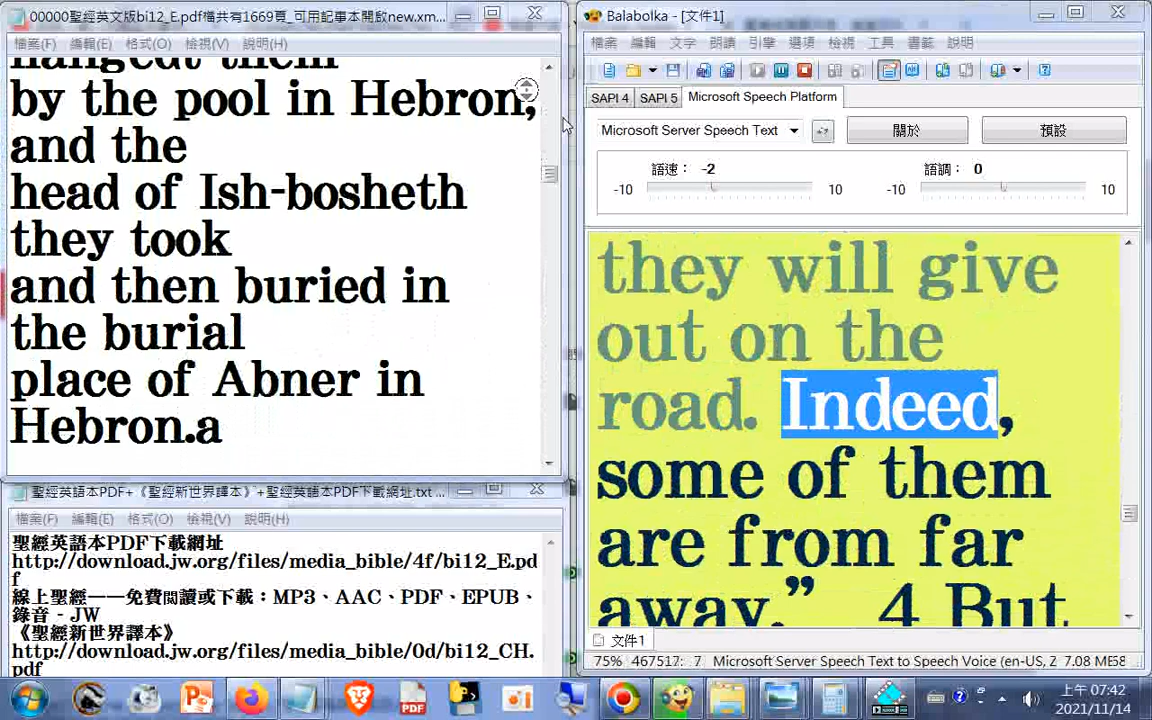 00000聖經英文版bi12_E.pdf檔共有1669頁_可用記事本開啟new.xm...
檔案(F) 編輯(E) 格式(O) 檢視(V) 說明(H)
hangedt them
by the pool in Hebron,
and the
head of Ish-bosheth
they took
and then buried in
the burial
place of Abner in
Hebron.a
聖經英語本PDF+《聖經新世界譯本》+聖經英語本PDF下載網址.txt ...
檔案(F) 編輯(E) 格式(O) 檢視(V) 說明(H)
聖經英語本PDF下載網址
http://download.jw.org/files/media_bible/4f/bi12_E.pd
f
線上聖經——免費閱讀或下載：MP3、AAC、PDF、EPUB、
錄音 - JW
《聖經新世界譯本》
http://download.jw.org/files/media_bible/0d/bi12_CH.
pdf
Balabolka - [文件1]
檔案 編輯 文字 朗讀 引擎 選項 檢視 工具 書籤 說明
SAPI 4 SAPI 5 Microsoft Speech Platform
Microsoft Server Speech Text 關於 預設
語速： -2 語調： 0
-10 10 -10 10
they will give
out on the
road. Indeed,
some of them
are from far
away.” 4 But
文件1
75% 467517: 7 Microsoft Server Speech Text to Speech Voice (en-US, Z 7.08 ME58
上午 07:42
2021/11/14